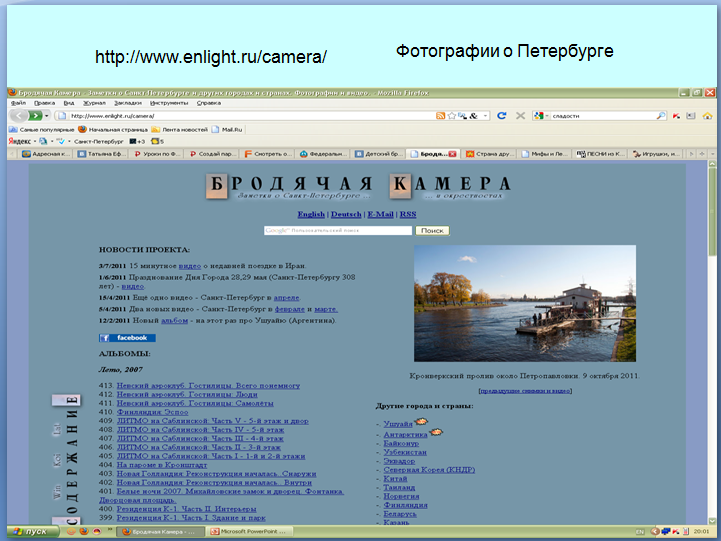 http://www.enlight.ru/camera/
Фотографии о Петербурге
Бродячая Камера - Заметки о Санкт-Петербурге и других городах и странах. Фотографии и видео. - Mozilla Firefox
Файл Правка Вид Журнал Закладки Инструменты Справка
http://www.enlight.ru/camera/
сладости
Самые популярные Начальная страница Лента новостей Mail.Ru
Яндекс Санкт-Петербург +3 5
Адресная к... Татьяна Еф... Уроки по Ф... Создай пар... Смотреть о... Федеральн... Детский бр... Бродя... Страна друг... Мифы и Пе... ПЕСНИ из К... Игрушки, и...
БРОДЯЧАЯ КАМЕРА
Заметки о Санкт-Петербурге... ...и окрестностях
English | Deutsch | E-Mail | RSS
Google Пользовательский поиск Поиск
НОВОСТИ ПРОЕКТА:
3/7/2011 15 минутное видео о недавней поездке в Иран.
1/6/2011 Празднование Дня Города 28,29 мая (Санкт-Петербургу 308
лет) - видео.
15/4/2011 Ещё одно видео - Санкт-Петербург в апреле.
5/4/2011 Два новых видео - Санкт-Петербург в феврале и марте.
12/2/2011 Новый альбом - на этот раз про Ушуайю (Аргентина).
facebook
АЛЬБОМЫ:
Лето, 2007
413. Невский аэроклуб. Гостилицы. Всего понемногу
412. Невский аэроклуб. Гостилицы. Люди
411. Невский аэроклуб. Гостилицы. Самолёты
410. Финляндия. Эспоо
409. ЛИТМО на Саблинской: Часть V - 5-й этаж и двор
408. ЛИТМО на Саблинской: Часть IV - 5-й этаж
407. ЛИТМО на Саблинской: Часть III - 4-й этаж
406. ЛИТМО на Саблинской: Часть II - 3-й этаж
405. ЛИТМО на Саблинской: Часть I - 1-й и 2-й этажи
404. На пароме в Кронштадт
403. Новая Голландия: Реконструкция началась. Снаружи
402. Новая Голландия: Реконструкция началась. Внутри
401. Белые ночи 2007. Михайловский замок и дворец. Фонтанка.
Дворцовая площадь.
400. Резиденция К-1. Часть II. Интерьеры
399. Резиденция К-1. Часть I. Здание и парк
СОДЕРЖАНИЕ
Win
Кронверкский пролив около Петропавловки. 9 октября 2011.
[предыдущие снимки и видео]
Другие города и страны:
-. Ушуайя
-. Антарктика
-. Байконур
-. Узбекистан
-. Эквадор
-. Северная Корея (КНДР)
-. Китай
-. Таиланд
-. Норвегия
-. Финляндия
-. Беларусь
-. Казань
пуск
Бродячая Камера - ...
Microsoft PowerPoint ...
EN
20:01